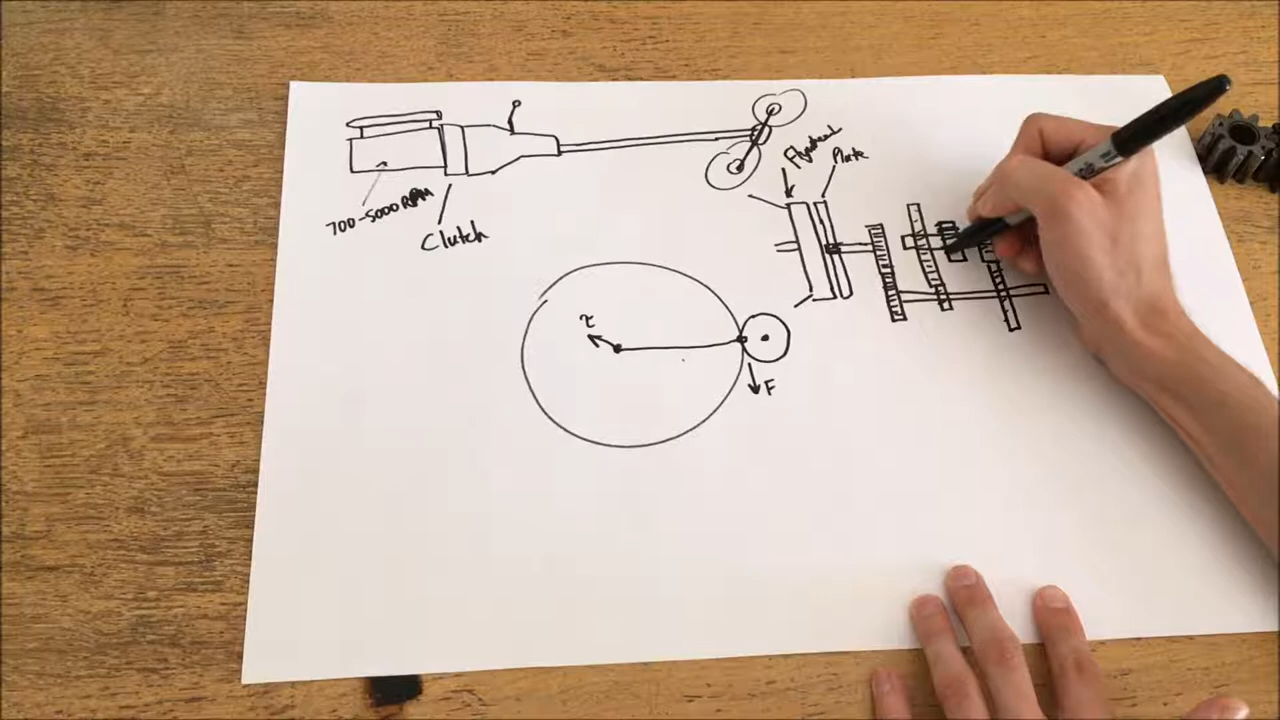 Flywheel
Plate
700-5000 RPM
Clutch
τ
F